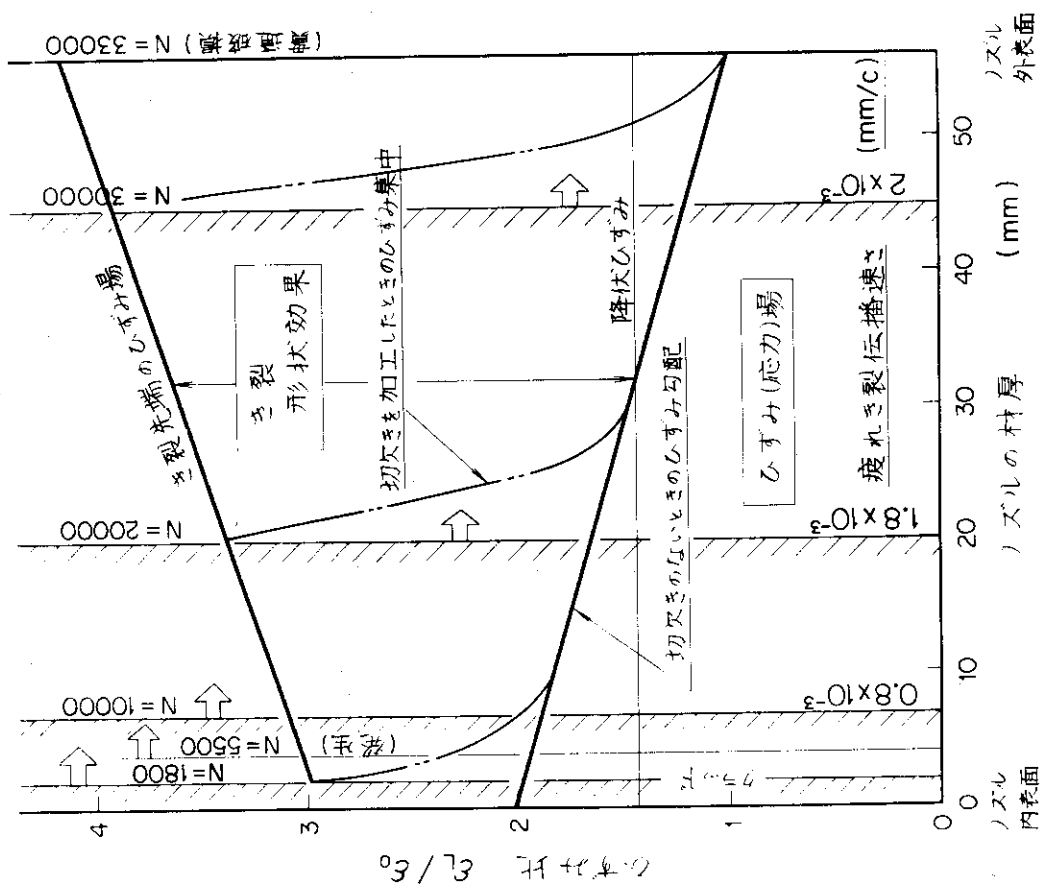 N = 33000 (貫通破損)
N = 30000
N = 20000
N = 10000
N = 5500 (発生)
N = 1800
き裂先端のひずみ場
き裂
形状効果
切欠きを加工したときのひずみ集中
降伏ひずみ
切欠きのないときのひずみ勾配
ひずみ(応力)場
疲れき裂伝播速さ
(mm/c)
0.8×10⁻³
1.8×10⁻³
2×10⁻³
クラッド
ひずみ比 εL/ε0
4
3
2
1
0
0
10
20
30
40
50
ノズルの材厚 (mm)
ノズル
内表面
ノズル
外表面